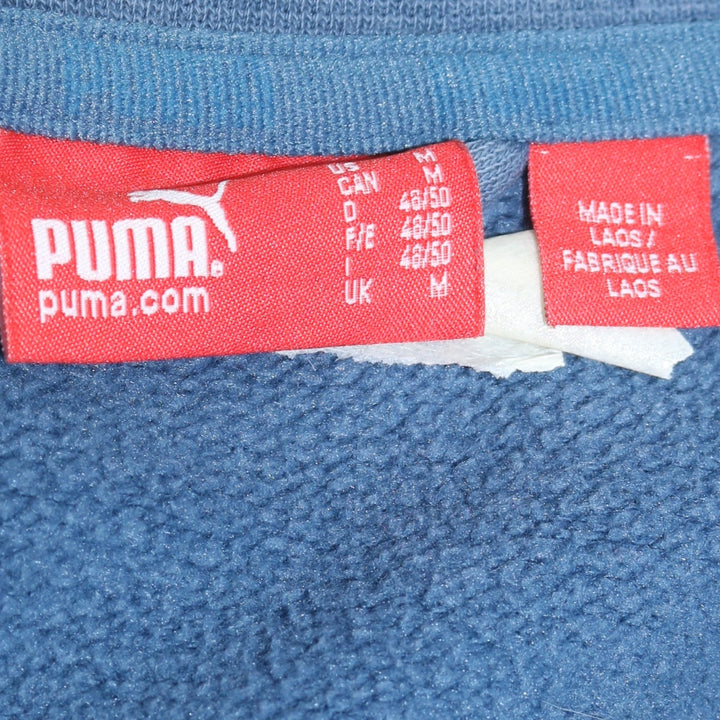 PUMA®
puma.com
US M
CAN M
D 48/50
F/E 48/50
I 48/50
UK M
MADE IN
LAOS /
FABRIQUE AU
LAOS